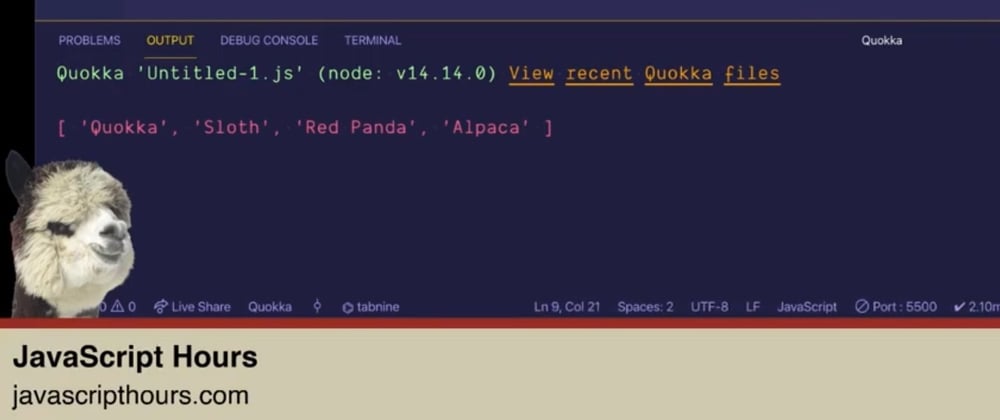 PROBLEMS OUTPUT DEBUG CONSOLE TERMINAL Quokka
Quokka 'Untitled-1.js' (node: v14.14.0) View recent Quokka files
[ 'Quokka', 'Sloth', 'Red Panda', 'Alpaca' ]
0 0 Live Share Quokka tabnine Ln 9, Col 21 Spaces: 2 UTF-8 LF JavaScript Port : 5500
JavaScript Hours
javascripthours.com